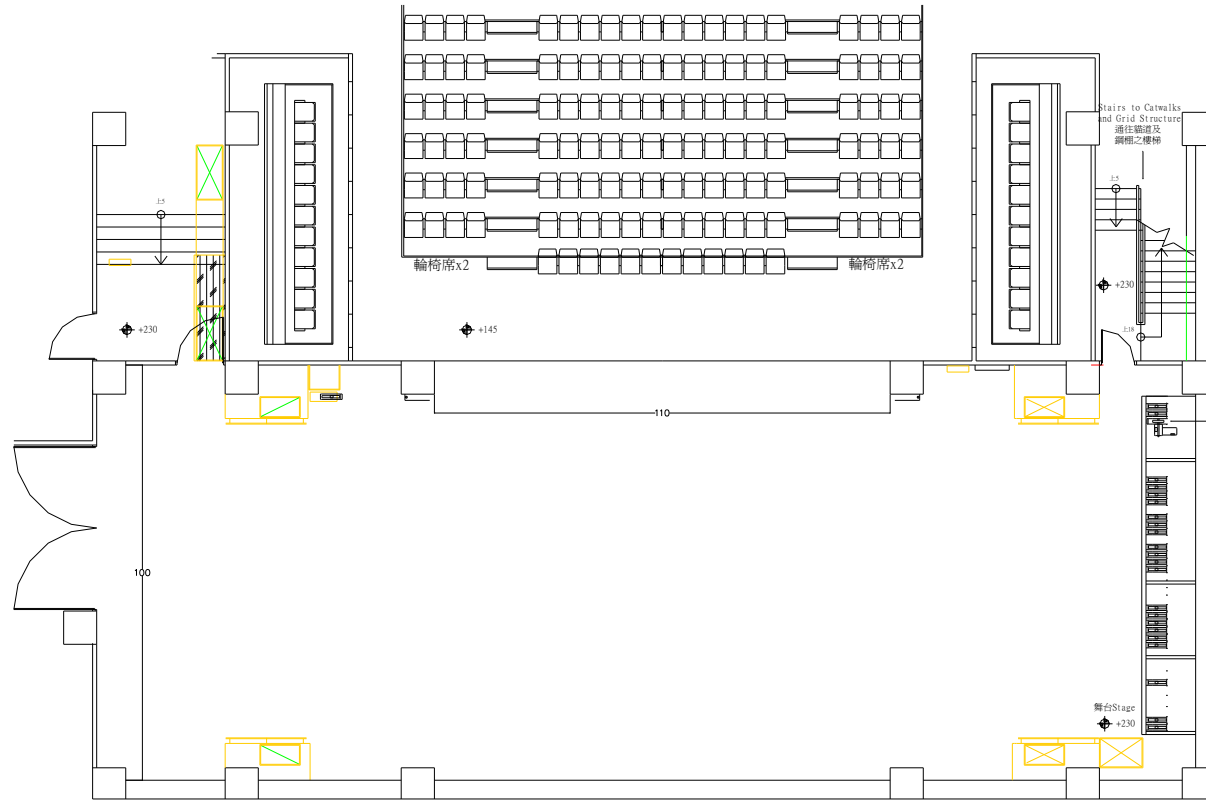 Stairs to Catwalks
and Grid Structure
通往貓道及
鋼棚之樓梯
上5
上5
輪椅席x2
輪椅席x2
+230
+145
+230
上18
110
100
舞台Stage
+230